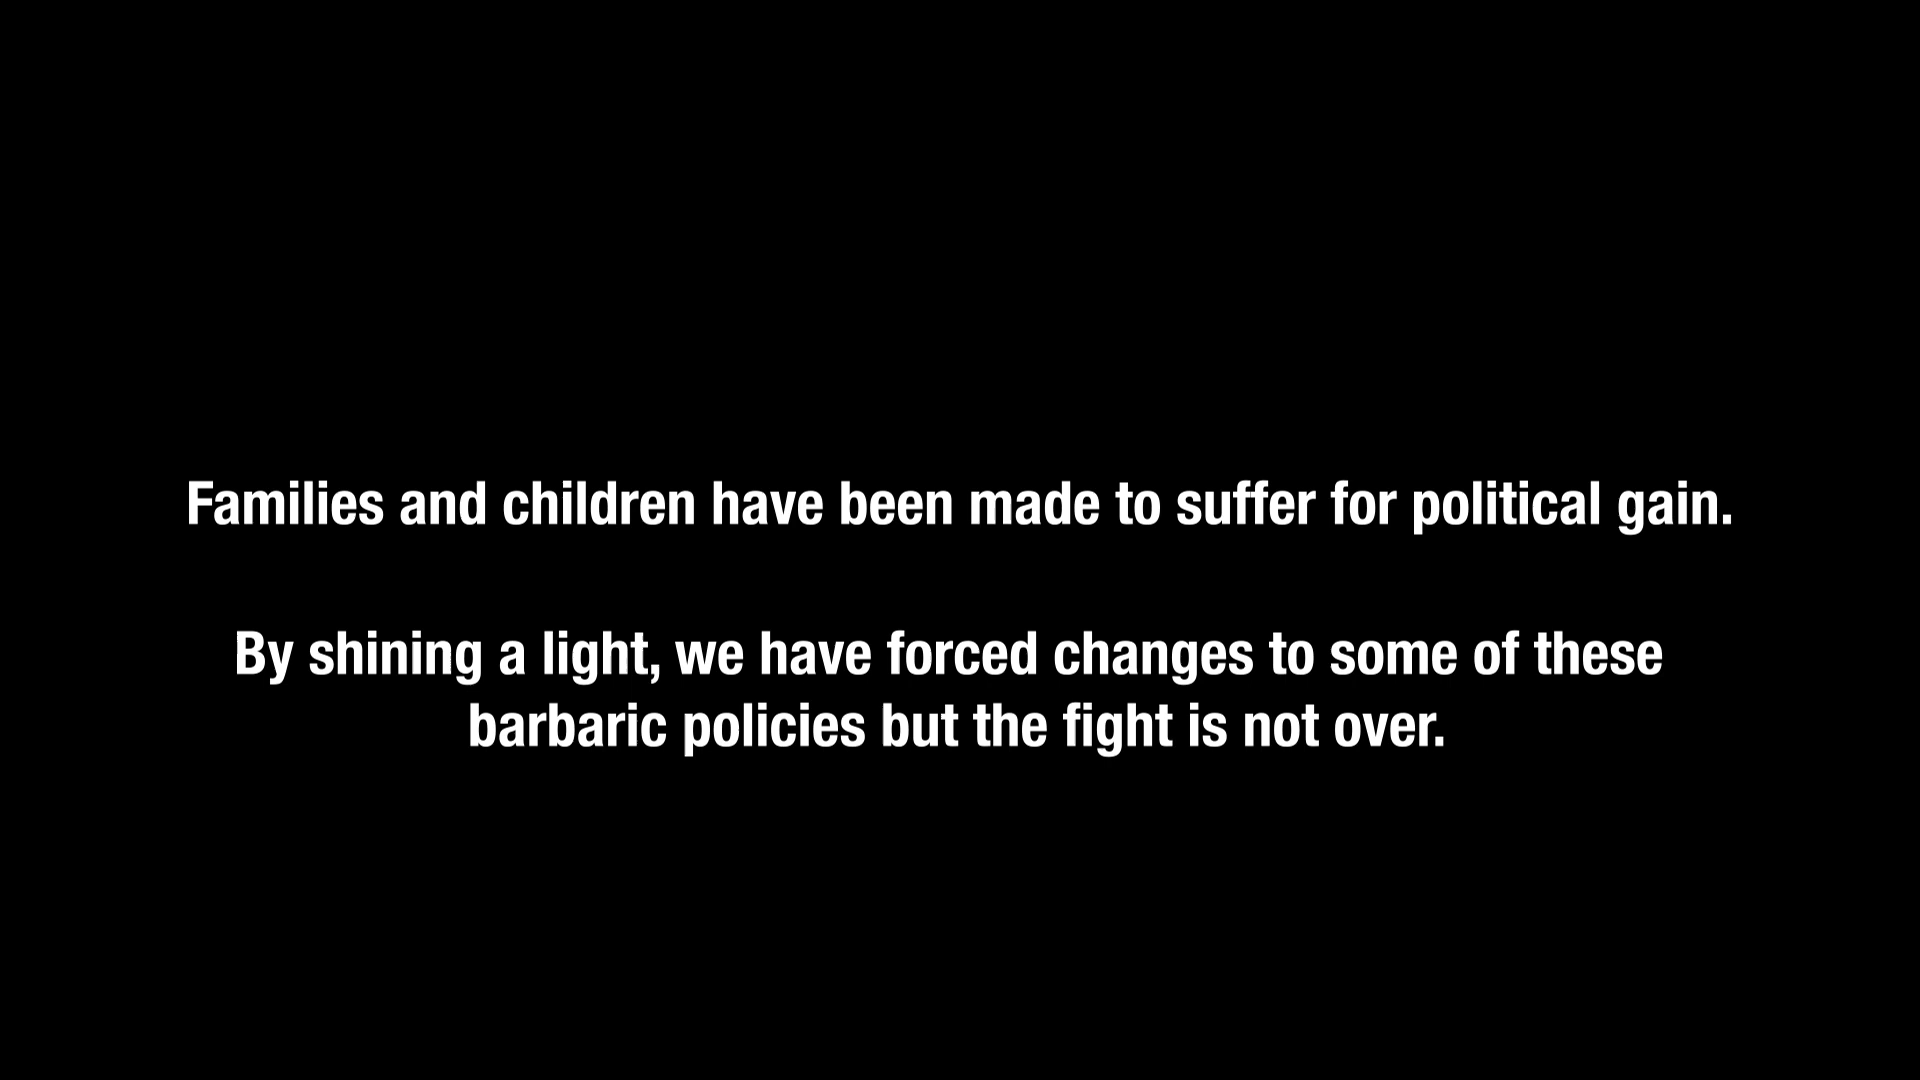 Families and children have been made to suffer for political gain.
By shining a light, we have forced changes to some of these
barbaric policies but the fight is not over.